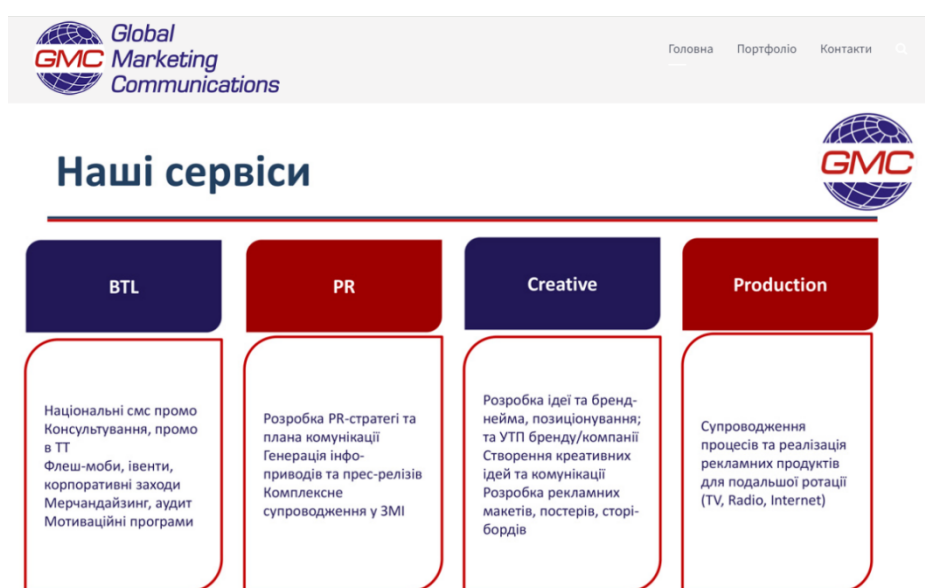 Global
GMC Marketing
Communications
Головна Портфоліо Контакти
Наші сервіси
GMC
BTL
Національні смс промо
Консультування, промо
в ТТ
Флеш-моби, івенти,
корпоративні заходи
Мерчандайзинг, аудит
Мотиваційні програми
PR
Розробка PR-стратегі та
плана комунікації
Генерація інфо-
приводів та прес-релізів
Комплексне
супроводження у ЗМІ
Creative
Розробка ідеї та бренд-
нейма, позиціонування;
та УТП бренду/компанії
Створення креативних
ідей та комунікації
Розробка рекламних
макетів, постерів, сторі-
бордів
Production
Супроводження
процесів та реалізація
рекламних продуктів
для подальшої ротації
(TV, Radio, Internet)